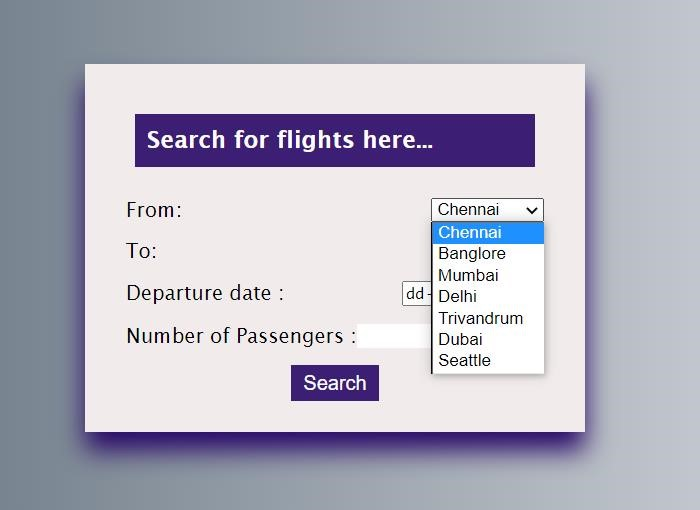 Search for flights here...
From:
Chennai
Chennai
Banglore
Mumbai
Delhi
Trivandrum
Dubai
Seattle
To:
Departure date :
dd-
Number of Passengers :
Search